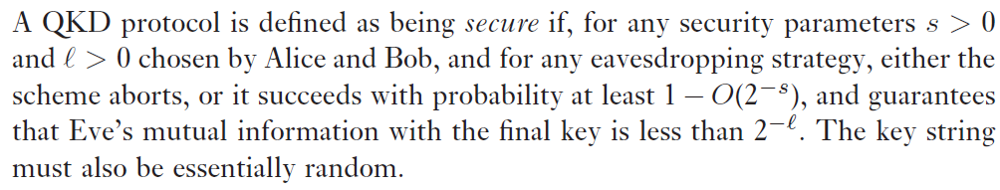 A QKD protocol is defined as being secure if, for any security parameters s > 0
and ℓ > 0 chosen by Alice and Bob, and for any eavesdropping strategy, either the
scheme aborts, or it succeeds with probability at least 1 − O(2⁻ˢ), and guarantees
that Eve's mutual information with the final key is less than 2^−ℓ. The key string
must also be essentially random.